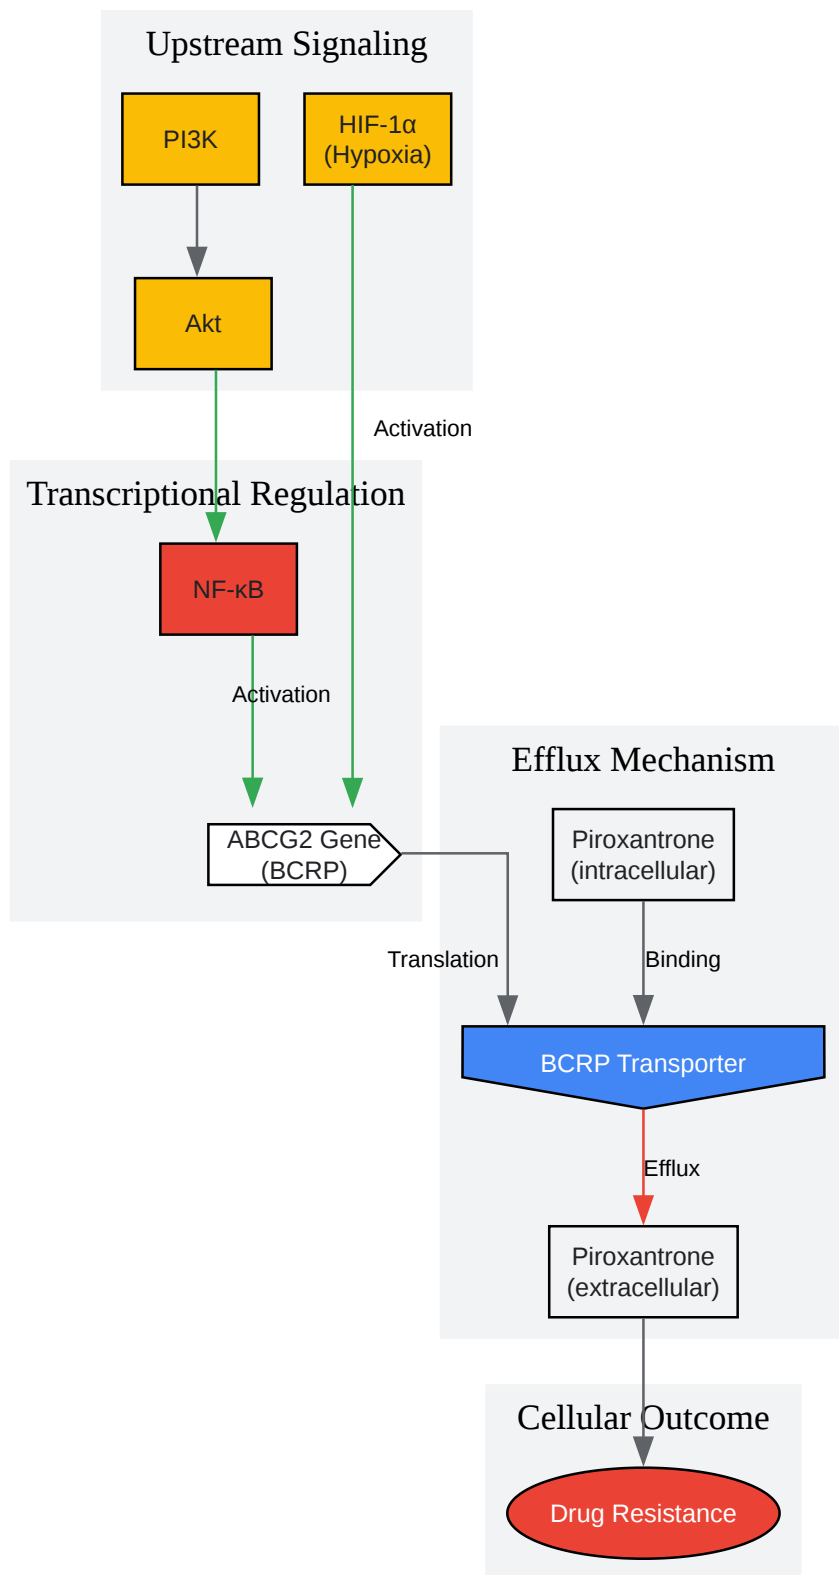 Upstream Signaling
PI3K
HIF-1α
(Hypoxia)
Akt
Activation
Transcriptional Regulation
NF-κB
Activation
Efflux Mechanism
ABCG2 Gene
(BCRP)
Piroxantrone
(intracellular)
Translation
Binding
BCRP Transporter
Efflux
Piroxantrone
(extracellular)
Cellular Outcome
Drug Resistance